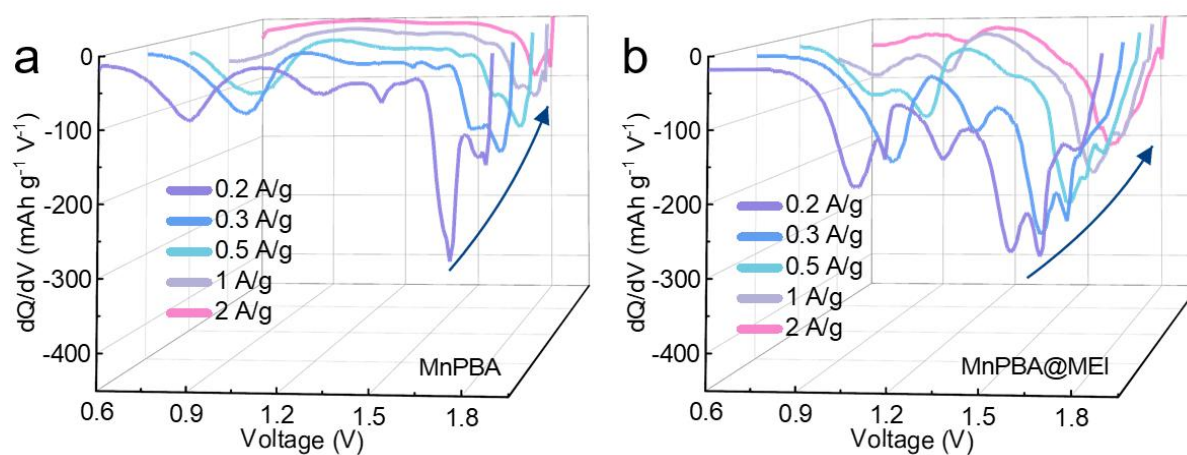 a
0
-100
-200
-300
-400
dQ/dV (mAh g⁻¹ V⁻¹)
0.2 A/g
0.3 A/g
0.5 A/g
1 A/g
2 A/g
MnPBA
0.6 0.9 1.2 1.5 1.8
Voltage (V)
b
0
-100
-200
-300
-400
dQ/dV (mAh g⁻¹ V⁻¹)
0.2 A/g
0.3 A/g
0.5 A/g
1 A/g
2 A/g
MnPBA@MEI
0.6 0.9 1.2 1.5 1.8
Voltage (V)